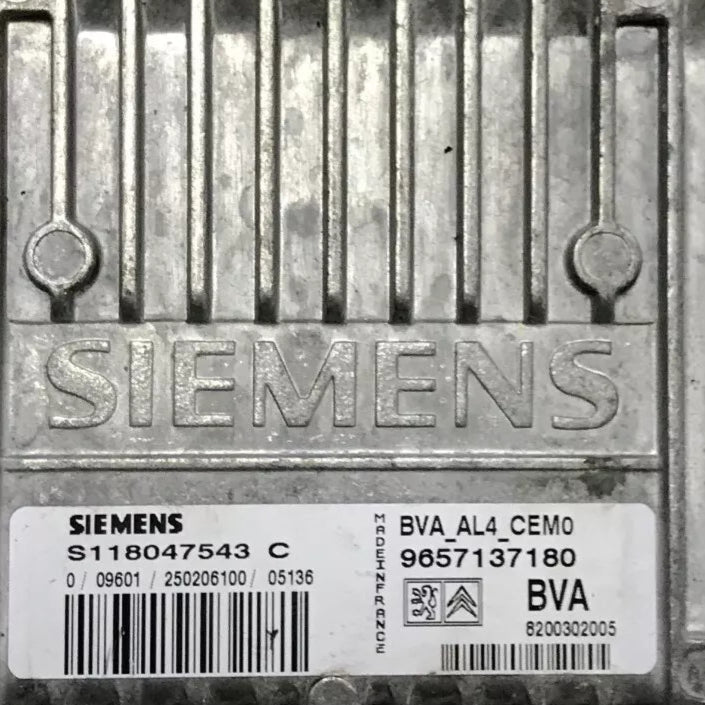 SIEMENS
SIEMENS
S118047543 C
0 / 09601 / 250206100 / 05136
MADEINFRANCE
BVA_AL4_CEM0
9657137180
BVA
8200302005